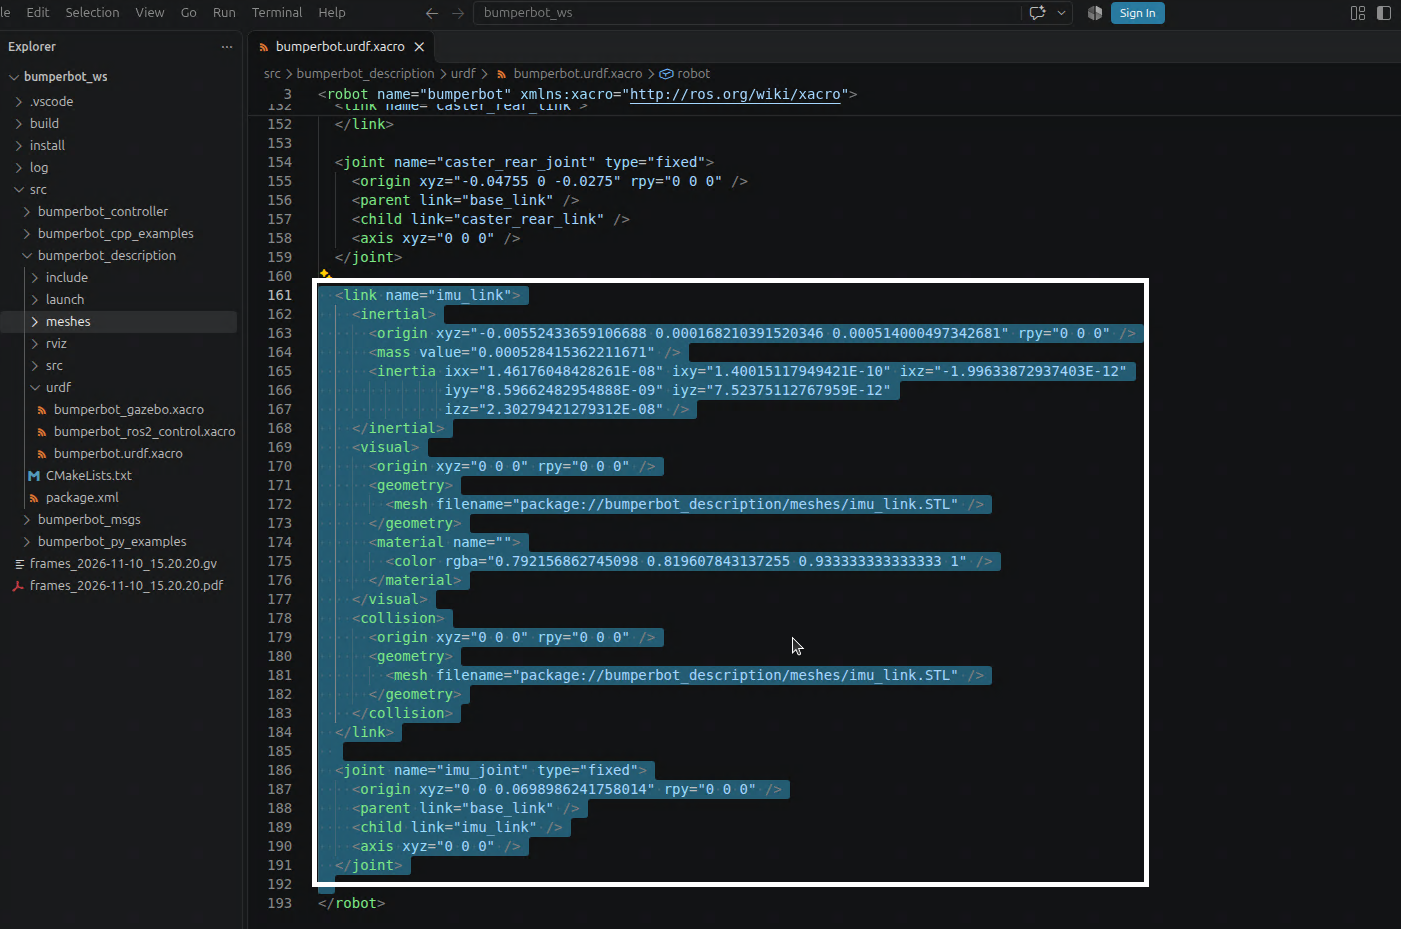 le Edit Selection View Go Run Terminal Help bumperbot_ws Sign In
Explorer
bumperbot_ws
.vscode
build
install
log
src
bumperbot_controller
bumperbot_cpp_examples
bumperbot_description
include
launch
meshes
rviz
src
urdf
bumperbot_gazebo.xacro
bumperbot_ros2_control.xacro
bumperbot.urdf.xacro
CMakeLists.txt
package.xml
bumperbot_msgs
bumperbot_py_examples
frames_2026-11-10_15.20.20.gv
frames_2026-11-10_15.20.20.pdf
bumperbot.urdf.xacro
src > bumperbot_description > urdf > bumperbot.urdf.xacro > robot
3 <robot name="bumperbot" xmlns:xacro="http://ros.org/wiki/xacro">
132 <link name="caster_rear_link">
152 </link>
153
154 <joint name="caster_rear_joint" type="fixed">
155 <origin xyz="-0.04755 0 -0.0275" rpy="0 0 0" />
156 <parent link="base_link" />
157 <child link="caster_rear_link" />
158 <axis xyz="0 0 0" />
159 </joint>
160
161 <link name="imu_link">
162 <inertial>
163 <origin xyz="-0.00552433659106688 0.000168210391520346 0.000514000497342681" rpy="0 0 0" />
164 <mass value="0.000528415362211671" />
165 <inertia ixx="1.46176048428261E-08" ixy="1.40015117949421E-10" ixz="-1.99633872937403E-12"
166 iyy="8.59662482954888E-09" iyz="7.52375112767959E-12"
167 izz="2.30279421279312E-08" />
168 </inertial>
169 <visual>
170 <origin xyz="0 0 0" rpy="0 0 0" />
171 <geometry>
172 <mesh filename="package://bumperbot_description/meshes/imu_link.STL" />
173 </geometry>
174 <material name="">
175 <color rgba="0.792156862745098 0.819607843137255 0.933333333333333 1" />
176 </material>
177 </visual>
178 <collision>
179 <origin xyz="0 0 0" rpy="0 0 0" />
180 <geometry>
181 <mesh filename="package://bumperbot_description/meshes/imu_link.STL" />
182 </geometry>
183 </collision>
184 </link>
185
186 <joint name="imu_joint" type="fixed">
187 <origin xyz="0 0 0.0698986241758014" rpy="0 0 0" />
188 <parent link="base_link" />
189 <child link="imu_link" />
190 <axis xyz="0 0 0" />
191 </joint>
192
193 </robot>